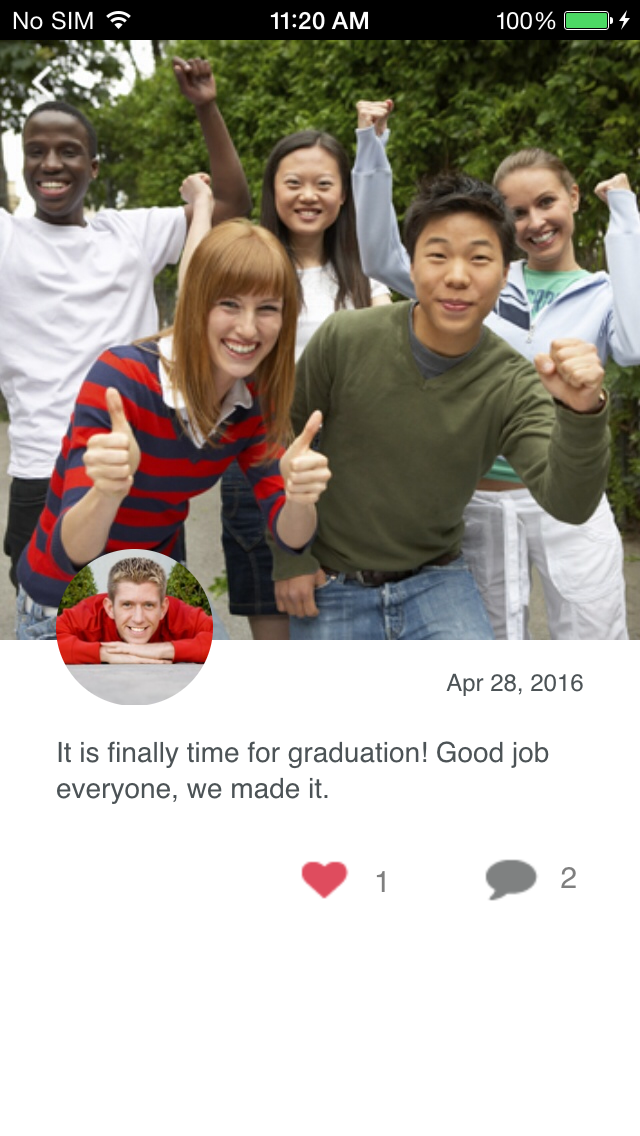 No SIM 11:20 AM 100%
Apr 28, 2016
It is finally time for graduation! Good job
everyone, we made it.
1 2